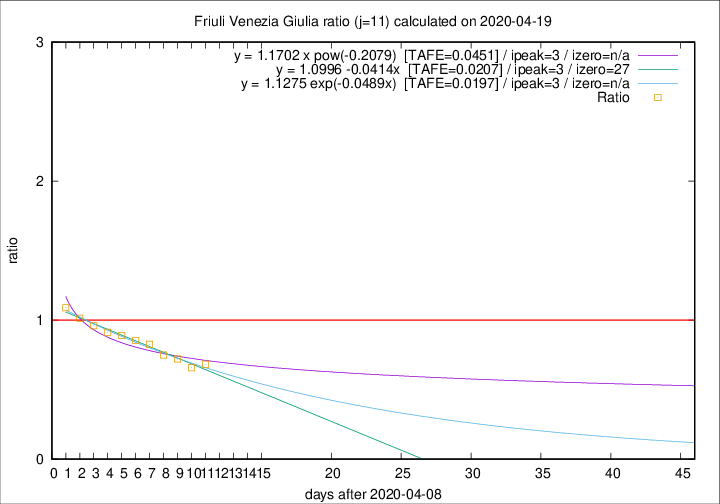 Friuli Venezia Giulia ratio (j=11) calculated on 2020-04-19
y = 1.1702 x pow(-0.2079) [TAFE=0.0451] / ipeak=3 / izero=n/a
y = 1.0996 -0.0414x [TAFE=0.0207] / ipeak=3 / izero=27
y = 1.1275 exp(-0.0489x) [TAFE=0.0197] / ipeak=3 / izero=n/a
Ratio
ratio
3
2
1
0
0 1 2 3 4 5 6 7 8 9 10 11 12 13 14 15 20 25 30 35 40 45
days after 2020-04-08